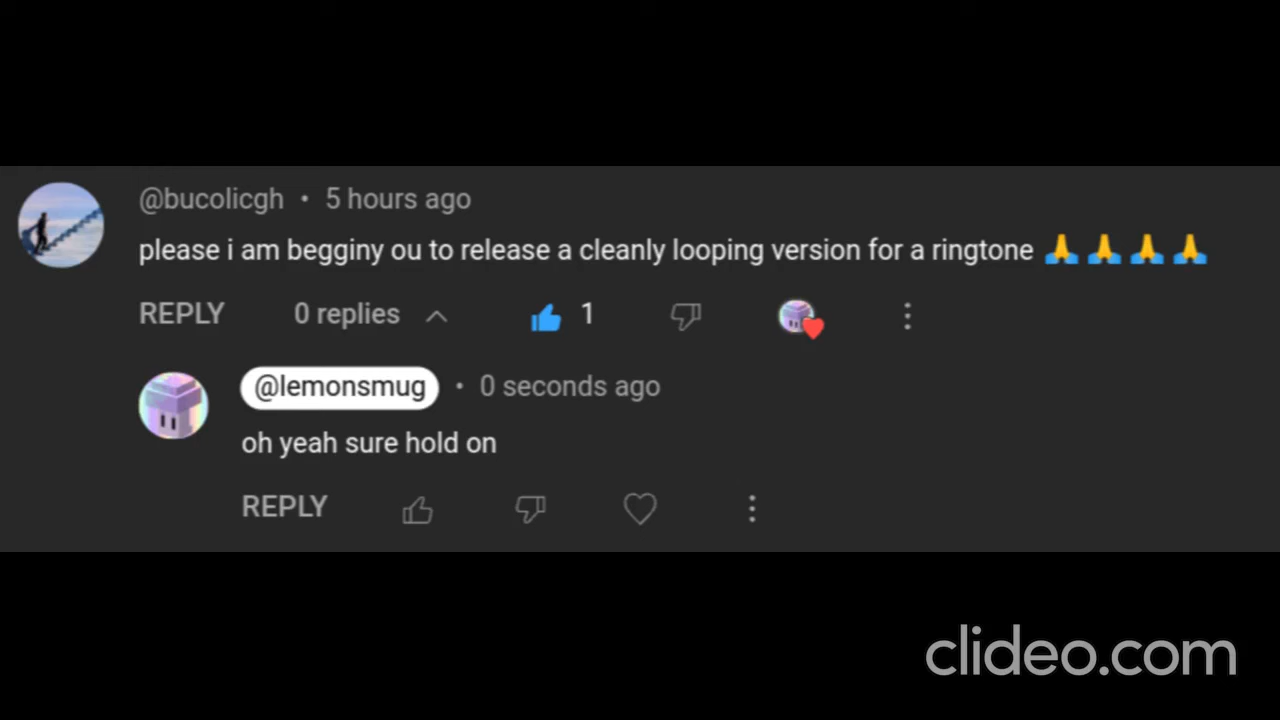 @bucolicgh • 5 hours ago
please i am begginy ou to release a cleanly looping version for a ringtone 🙏 🙏 🙏 🙏
REPLY 0 replies 1
@lemonsmug • 0 seconds ago
oh yeah sure hold on
REPLY
clideo.com